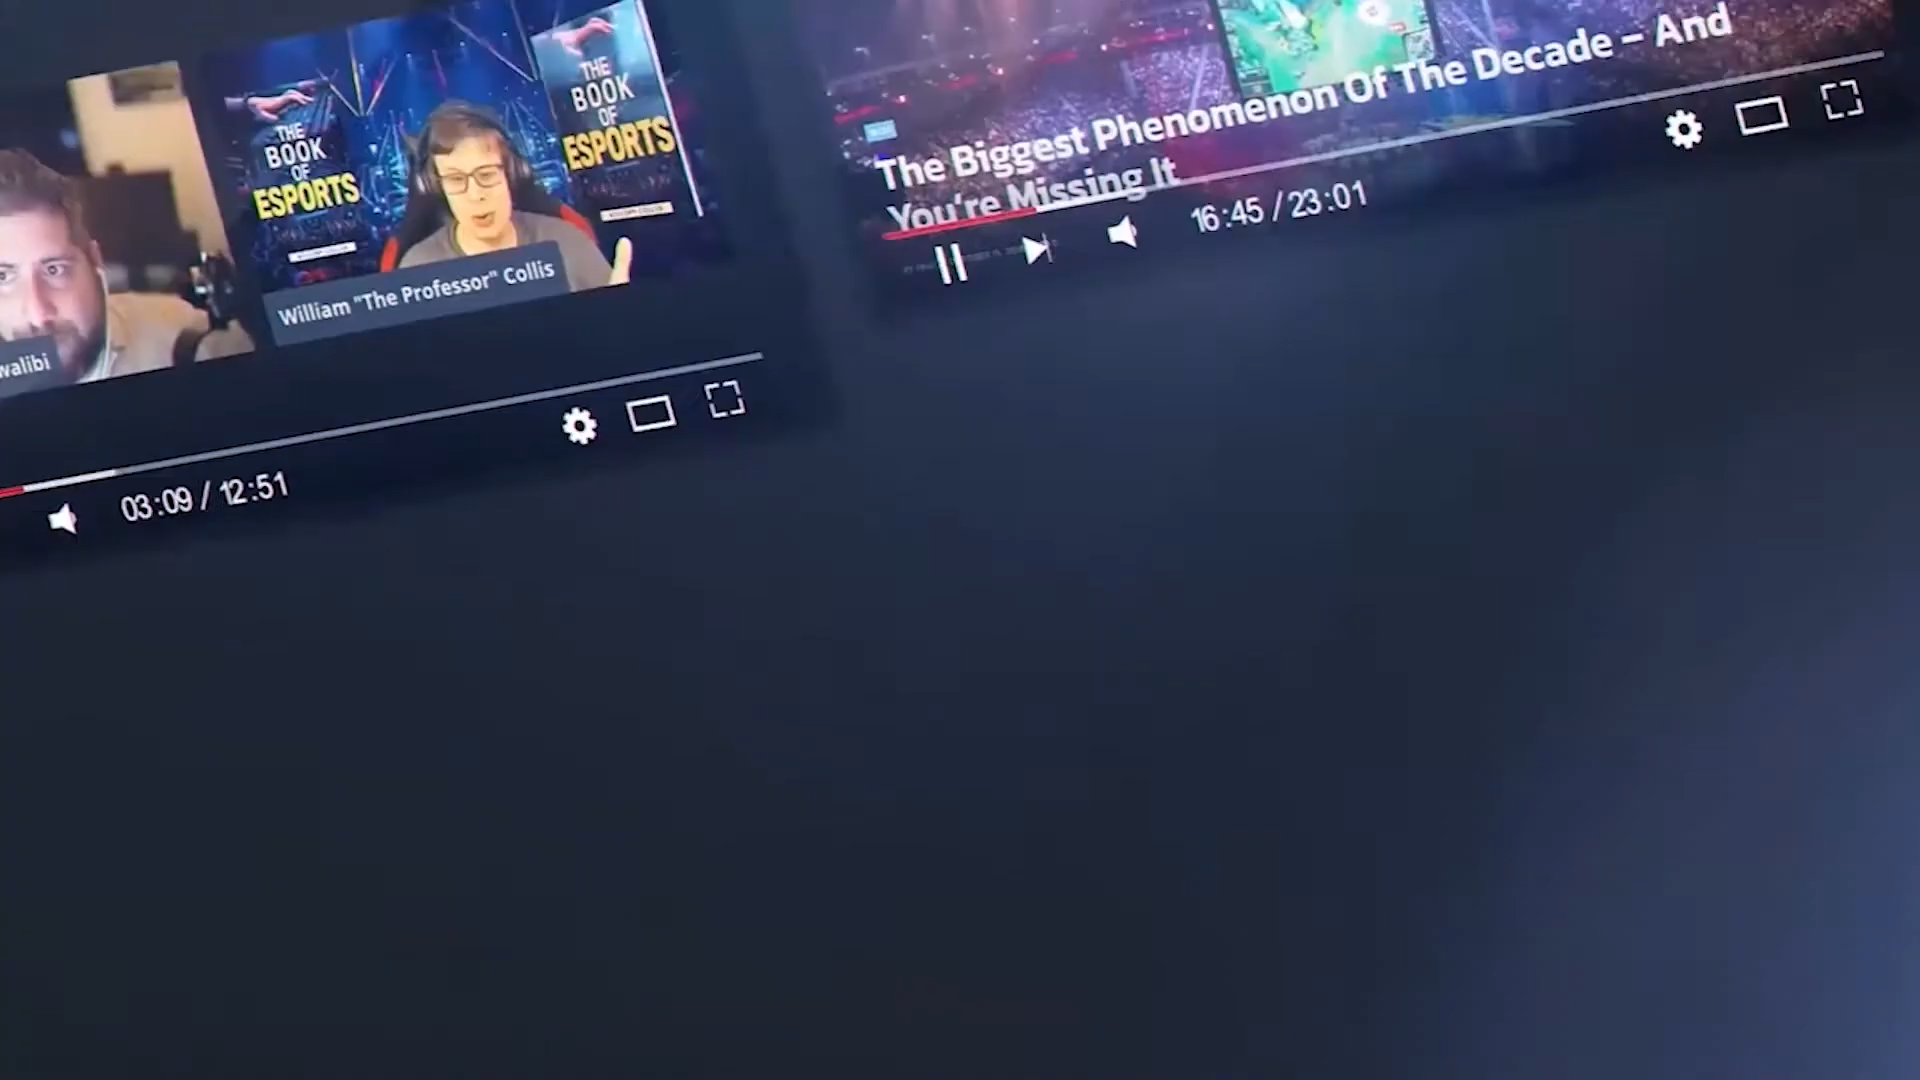 THE
BOOK
OF
ESPORTS
THE
BOOK
OF
ESPORTS
William "The Professor" Collis
walibi
03:09 / 12:51
The Biggest Phenomenon Of The Decade – And
You're Missing It
16:45 / 23:01